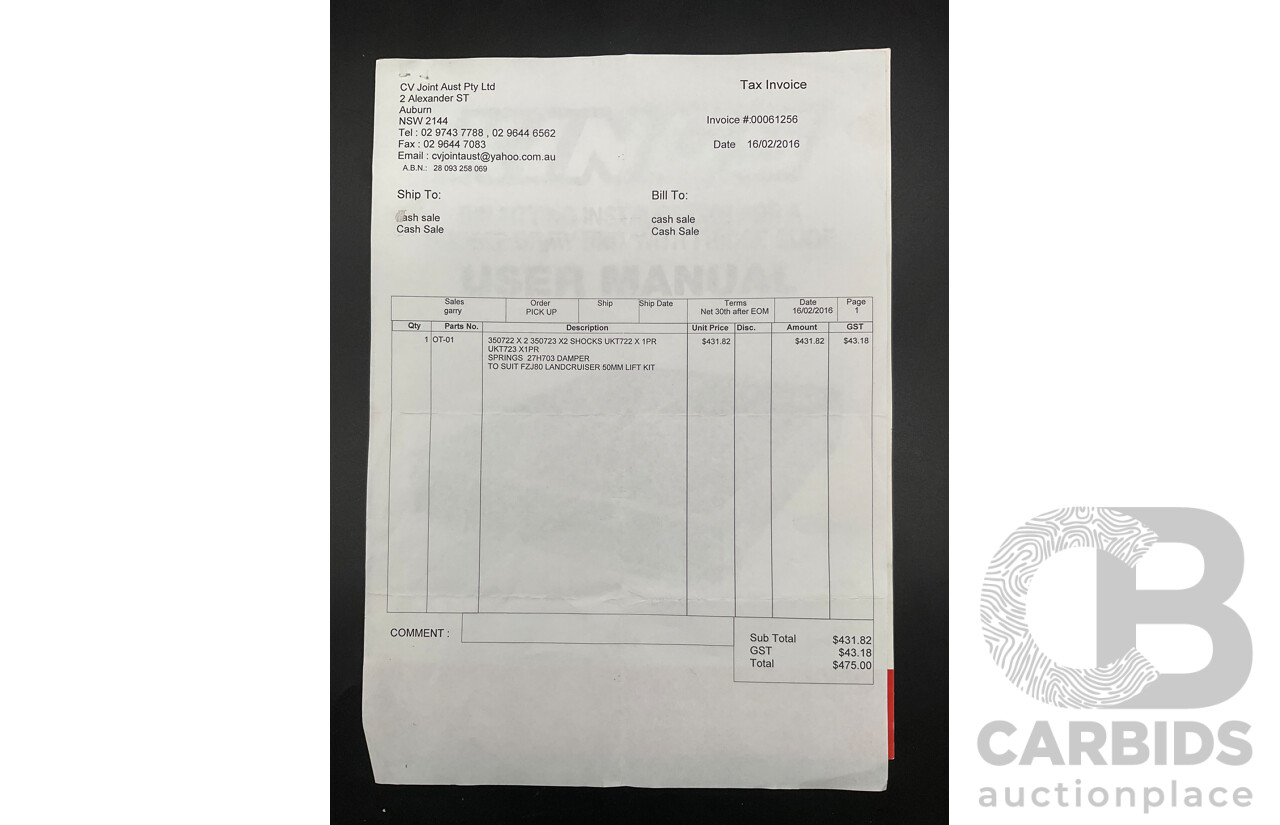 CV Joint Aust Pty Ltd
2 Alexander ST
Auburn
NSW 2144
Tel : 02 9743 7788 , 02 9644 6562
Fax : 02 9644 7083
Email : cvjointaust@yahoo.com.au
A.B.N.: 28 093 258 069
Tax Invoice
Invoice #:00061256
Date 16/02/2016
Ship To:
cash sale
Cash Sale
Bill To:
cash sale
Cash Sale
USER MANUAL
Sales Order Ship Ship Date Terms Date Page
garry PICK UP Net 30th after EOM 16/02/2016 1
Qty Parts No. Description Unit Price Disc. Amount GST
1 OT-01 350722 X 2 350723 X2 SHOCKS UKT722 X 1PR $431.82 $431.82 $43.18
UKT723 X1PR
SPRINGS 27H703 DAMPER
TO SUIT FZJ80 LANDCRUISER 50MM LIFT KIT
COMMENT :
Sub Total $431.82
GST $43.18
Total $475.00
CB
CARBIDS
auctionplace